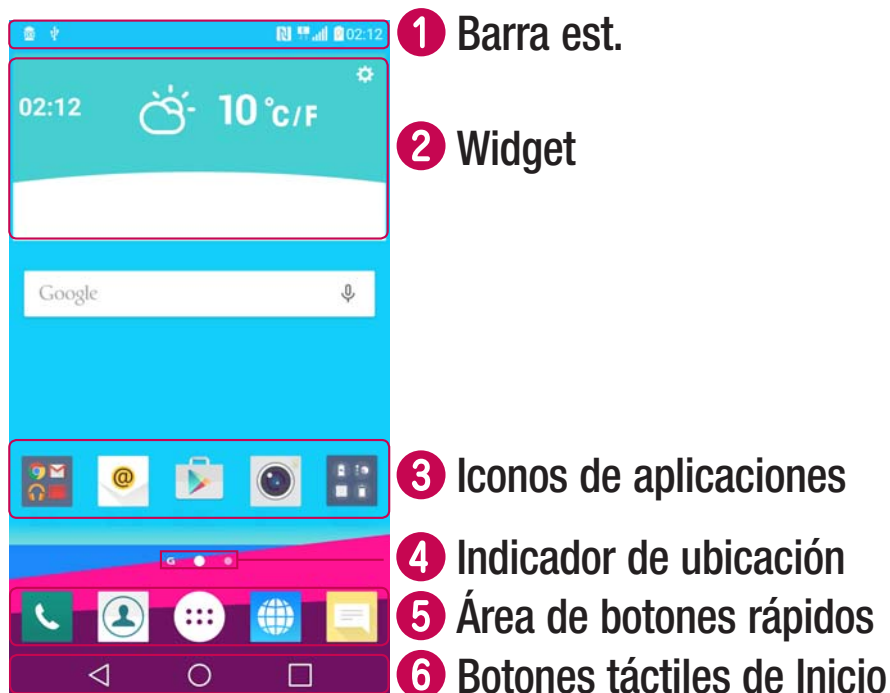 02:12
1 Barra est.
02:12
10 °C/F
2 Widget
Google
@
3 Iconos de aplicaciones
G
4 Indicador de ubicación
5 Área de botones rápidos
6 Botones táctiles de Inicio